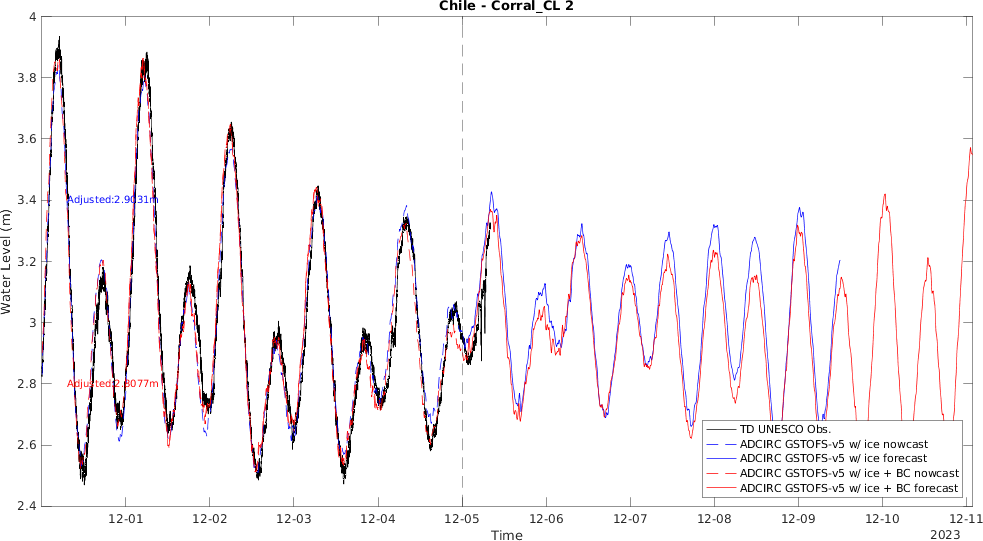 Chile - Corral_CL 2
Water Level (m)
4
3.8
3.6
3.4
3.2
3
2.8
2.6
2.4
Adjusted:2.9031m
Adjusted:2.8077m
TD UNESCO Obs.
ADCIRC GSTOFS-v5 w/ ice nowcast
ADCIRC GSTOFS-v5 w/ ice forecast
ADCIRC GSTOFS-v5 w/ ice + BC nowcast
ADCIRC GSTOFS-v5 w/ ice + BC forecast
12-01 12-02 12-03 12-04 12-05 12-06 12-07 12-08 12-09 12-10 12-11
Time
2023